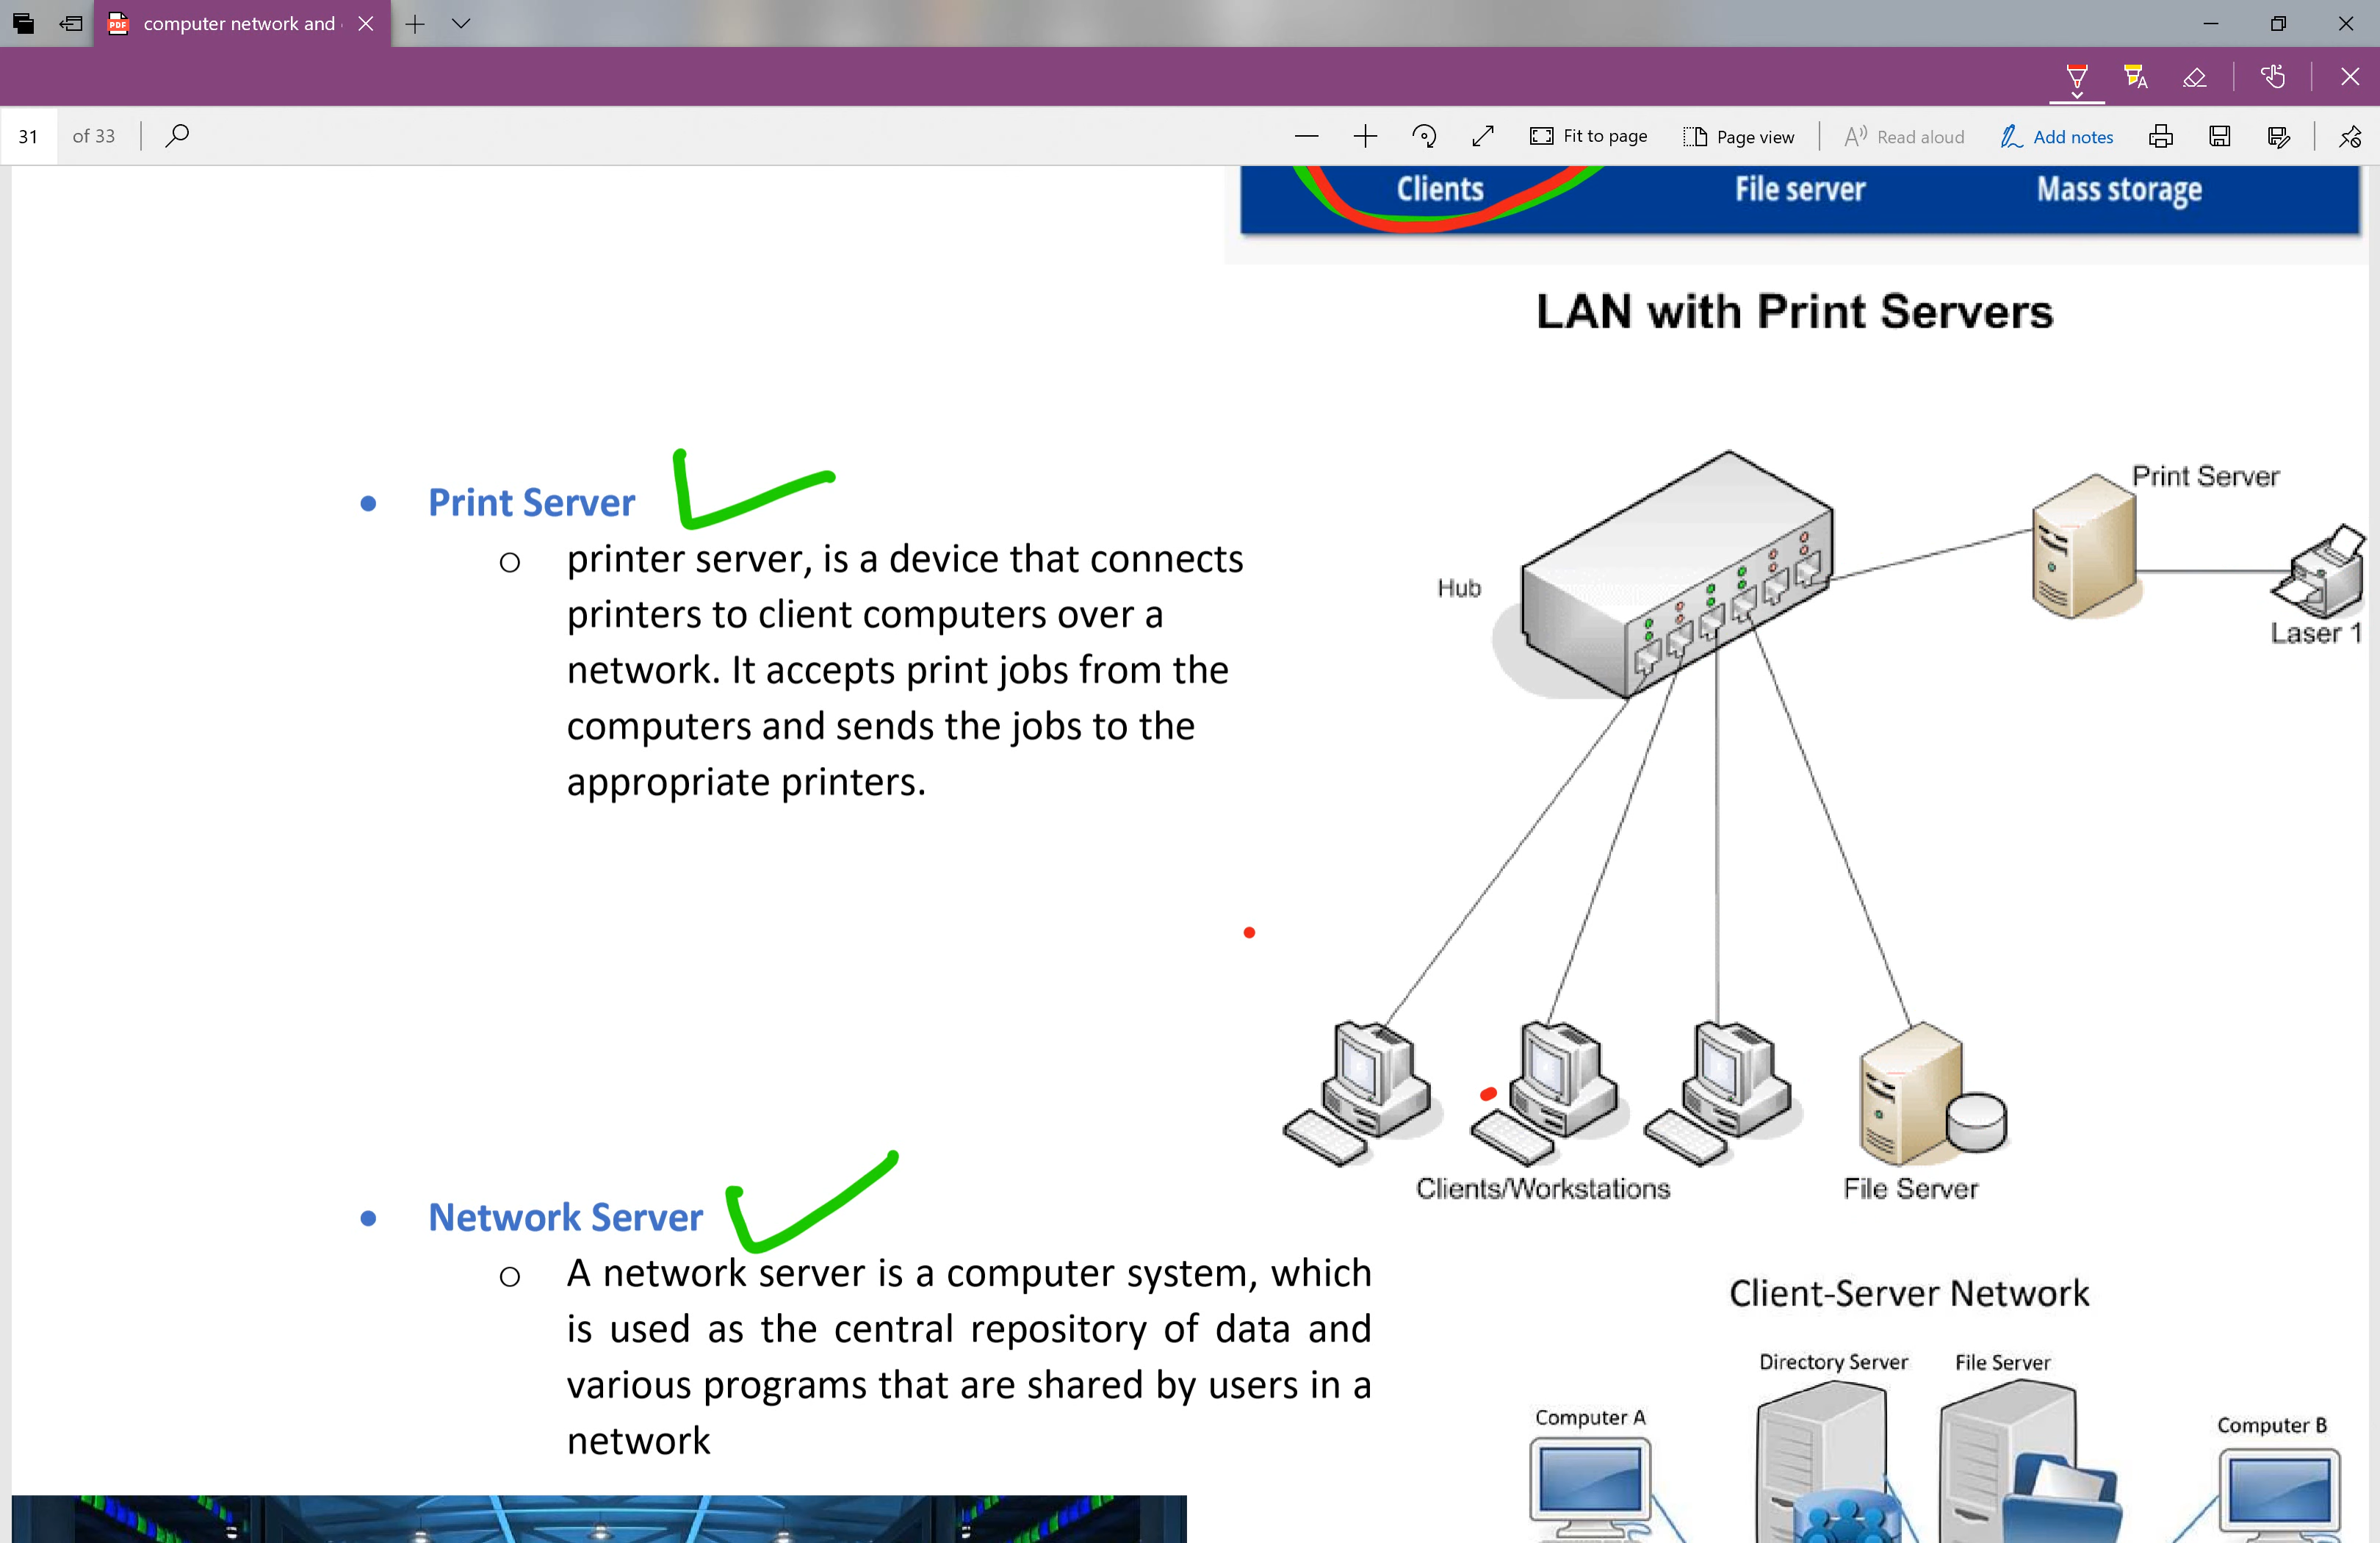 computer network and
31 of 33
Fit to page
Page view
Read aloud
Add notes
Clients File server Mass storage
LAN with Print Servers
• Print Server
o printer server, is a device that connects
printers to client computers over a
network. It accepts print jobs from the
computers and sends the jobs to the
appropriate printers.
Print Server
Hub
Laser 1
Clients/Workstations
File Server
• Network Server
o A network server is a computer system, which
is used as the central repository of data and
various programs that are shared by users in a
network
Client-Server Network
Directory Server
File Server
Computer A
Computer B